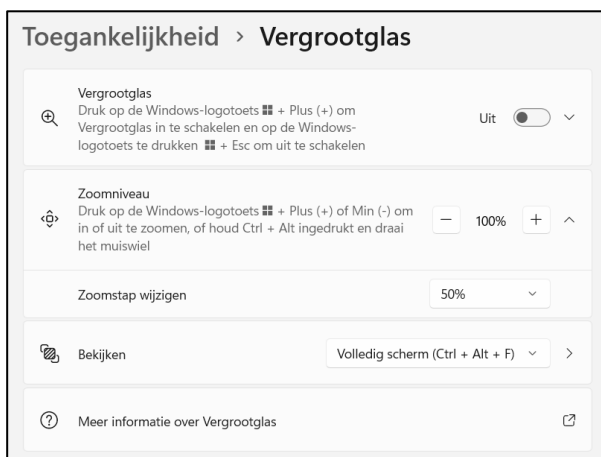 Toegankelijkheid > Vergrootglas
Vergrootglas
Druk op de Windows-logotoets + Plus (+) om
Vergrootglas in te schakelen en op de Windows-
logotoets te drukken + Esc om uit te schakelen
Uit
Zoomniveau
Druk op de Windows-logotoets + Plus (+) of Min (-) om
in of uit te zoomen, of houd Ctrl + Alt ingedrukt en draai
het muiswiel
100%
Zoomstap wijzigen
50%
Bekijken
Volledig scherm (Ctrl + Alt + F)
Meer informatie over Vergrootglas